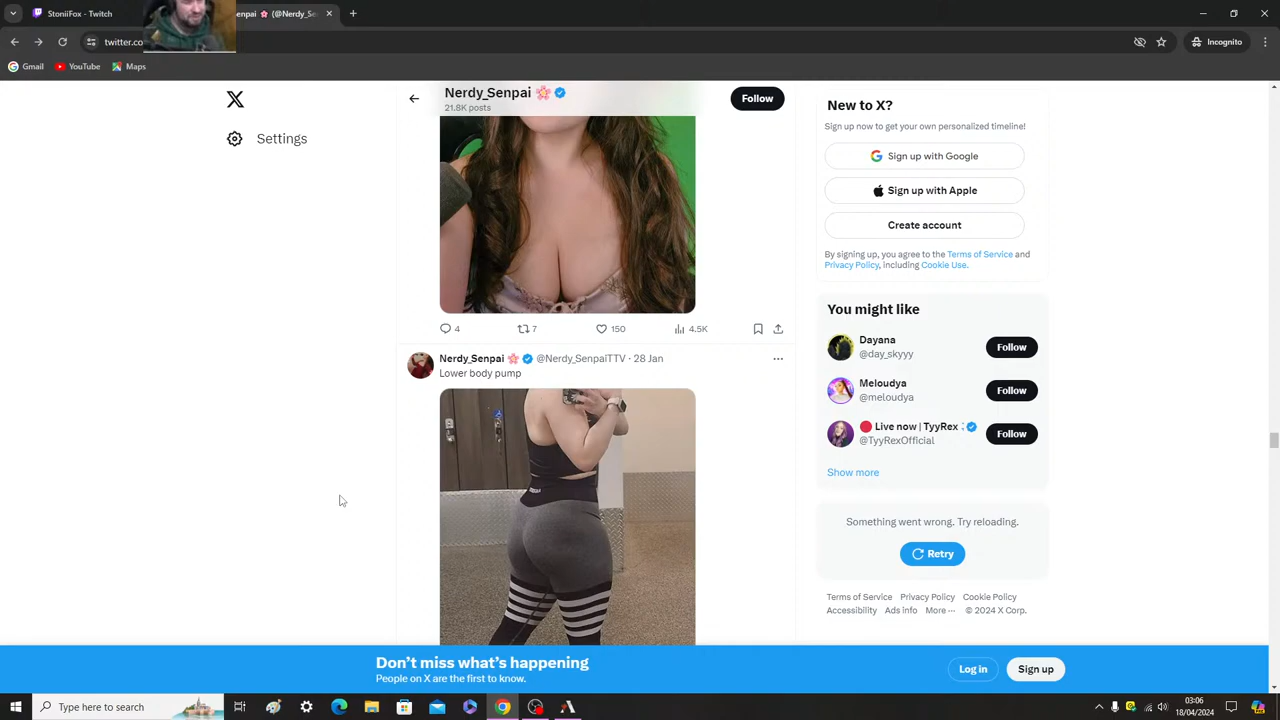 StoniiFox - Twitch
enpai 🌸 (@Nerdy_Sen
twitter.co
Incognito
Gmail
YouTube
Maps
Nerdy_Senpai 🌸
21.8K posts
Follow
Settings
4
7
150
4.5K
Nerdy_Senpai 🌸 @Nerdy_SenpaiTTV · 28 Jan
Lower body pump
New to X?
Sign up now to get your own personalized timeline!
Sign up with Google
Sign up with Apple
Create account
By signing up, you agree to the Terms of Service and
Privacy Policy, including Cookie Use.
You might like
Dayana
@day_skyyy
Follow
Meloudya
@meloudya
Follow
🔴 Live now | TyyRex
@TyyRexOfficial
Follow
Show more
Something went wrong. Try reloading.
Retry
Terms of Service Privacy Policy Cookie Policy
Accessibility Ads info More ··· © 2024 X Corp.
Don’t miss what’s happening
People on X are the first to know.
Log in
Sign up
Type here to search
03:06
18/04/2024